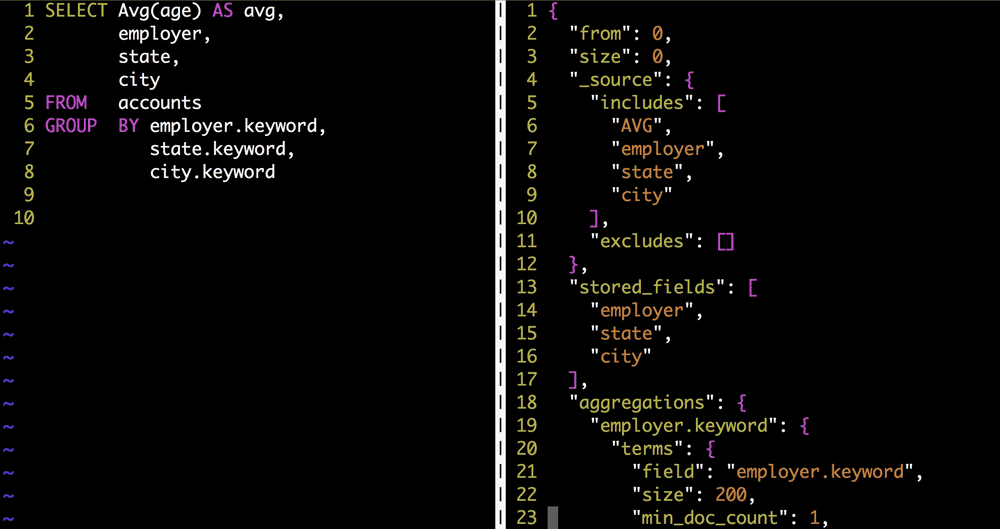 1 SELECT Avg(age) AS avg,
2        employer,
3        state,
4        city
5 FROM   accounts
6 GROUP  BY employer.keyword,
7           state.keyword,
8           city.keyword
9
10
~
~
~
~
~
~
~
~
~
~
~
~
~
1 {
2   "from": 0,
3   "size": 0,
4   "_source": {
5     "includes": [
6       "AVG",
7       "employer",
8       "state",
9       "city"
10     ],
11     "excludes": []
12   },
13   "stored_fields": [
14     "employer",
15     "state",
16     "city"
17   ],
18   "aggregations": {
19     "employer.keyword": {
20       "terms": {
21         "field": "employer.keyword",
22         "size": 200,
23         "min_doc_count": 1,